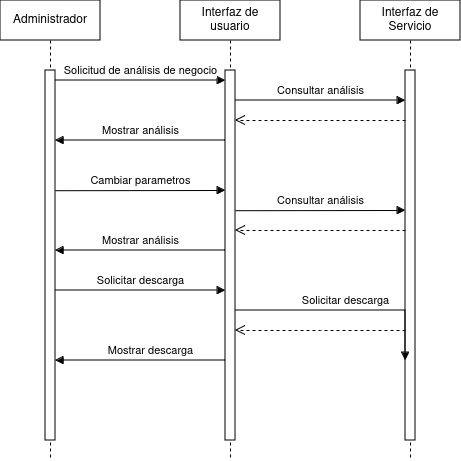 Administrador
Interfaz de
usuario
Interfaz de
Servicio
Solicitud de análisis de negocio
Consultar análisis
Mostrar análisis
Cambiar parametros
Consultar análisis
Mostrar análisis
Solicitar descarga
Solicitar descarga
Mostrar descarga